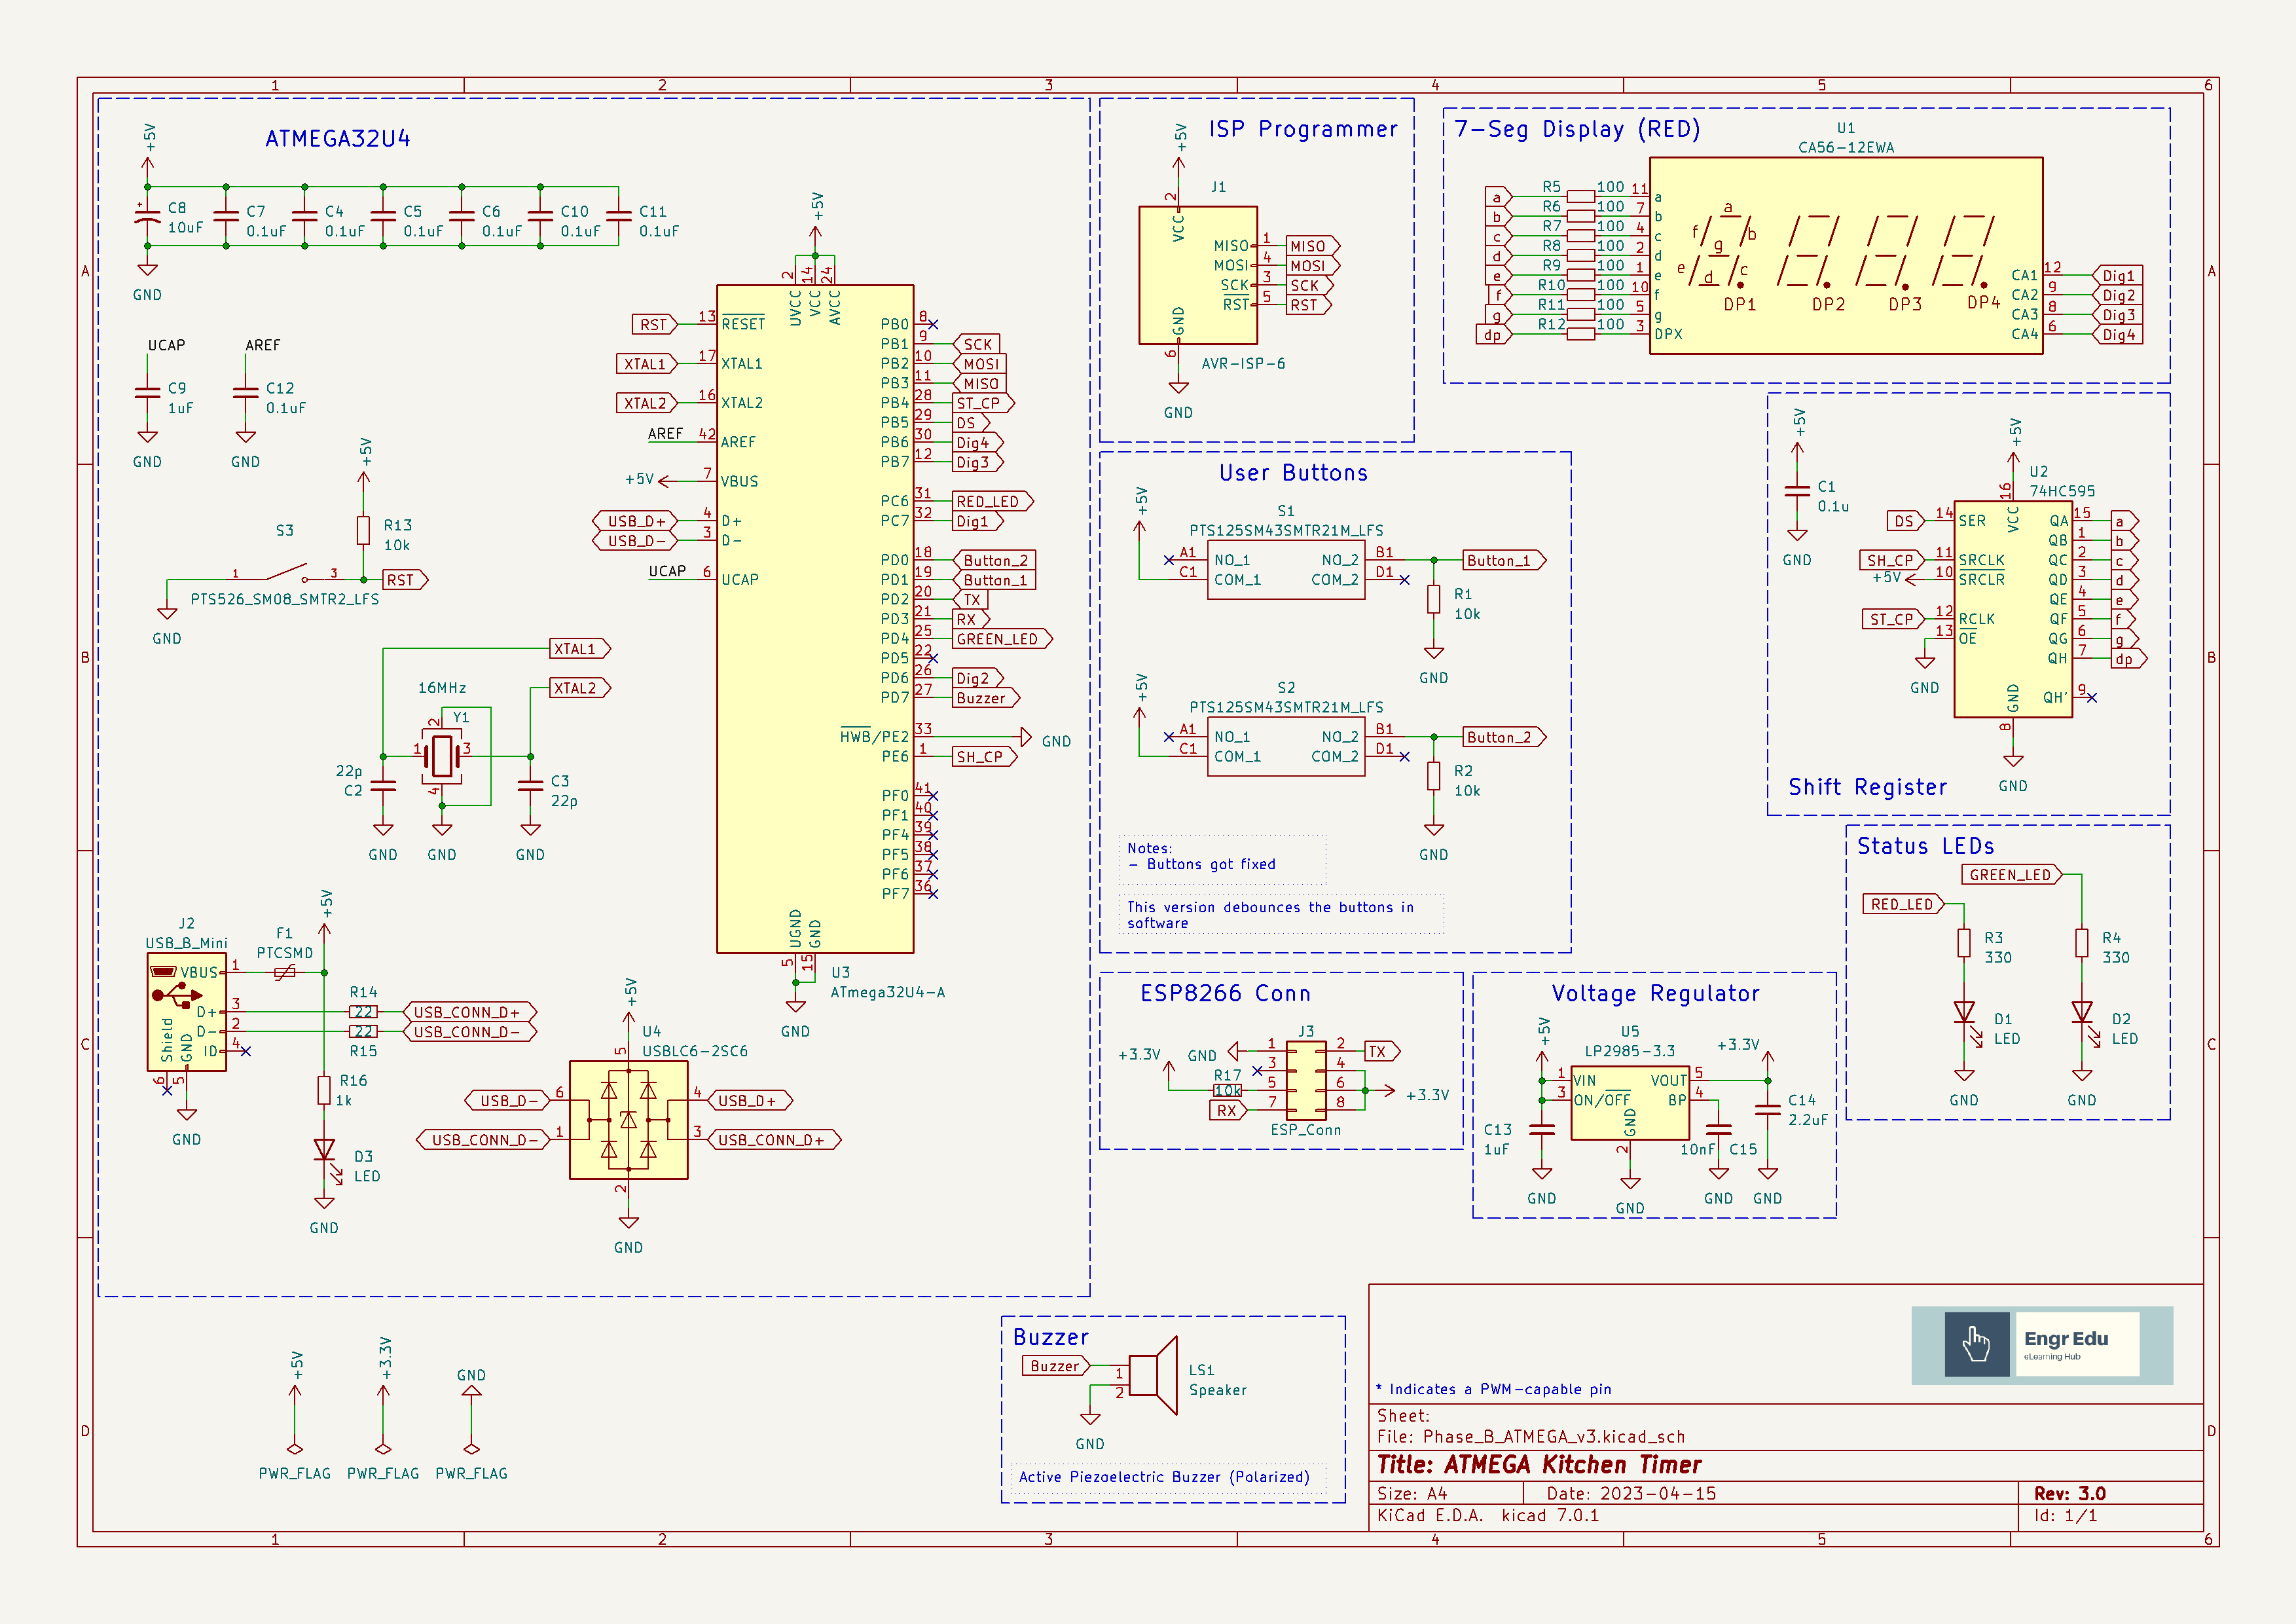 1 2 3 4 5 6
A
B
C
D
ATMEGA32U4
+5V
C8
10uF
C7
0.1uF
C4
0.1uF
C5
0.1uF
C6
0.1uF
C10
0.1uF
C11
0.1uF
GND
UCAP
C9
1uF
GND
AREF
C12
0.1uF
GND
+5V
R13
10k
S3
1 3
RST
PTS526_SM08_SMTR2_LFS
GND
XTAL1
XTAL2
16MHz
Y1
1 2 3 4
22p
C2
C3
22p
GND
GND
GND
J2
USB_B_Mini
VBUS 1
D+ 3
D- 2
ID 4
Shield 6
GND 5
GND
F1
PTCSMD
+5V
R14
22
USB_CONN_D+
22
R15
USB_CONN_D-
R16
1k
D3
LED
GND
+5V
U4
USBLC6-2SC6
5
USB_D- 6
4 USB_D+
USB_CONN_D- 1
3 USB_CONN_D+
2
GND
+5V
2 14 24
UVCC VCC AVCC
RST 13 RESET
XTAL1 17 XTAL1
XTAL2 16 XTAL2
AREF 42 AREF
+5V 7 VBUS
USB_D+ 4 D+
USB_D- 3 D-
UCAP 6 UCAP
PB0 8
PB1 9 SCK
PB2 10 MOSI
PB3 11 MISO
PB4 28 ST_CP
PB5 29 DS
PB6 30 Dig4
PB7 12 Dig3
PC6 31 RED_LED
PC7 32 Dig1
PD0 18 Button_2
PD1 19 Button_1
PD2 20 TX
PD3 21 RX
PD4 25 GREEN_LED
PD5 22
PD6 26 Dig2
PD7 27 Buzzer
HWB/PE2 33 GND
PE6 1 SH_CP
PF0 41
PF1 40
PF4 39
PF5 38
PF6 37
PF7 36
UGND GND
5 15
U3
ATmega32U4-A
GND
ISP Programmer
+5V
J1
2
VCC
MISO 1 MISO
MOSI 4 MOSI
SCK 3 SCK
RST 5 RST
GND
6
AVR-ISP-6
GND
7-Seg Display (RED)
U1
CA56-12EWA
a R5 100 11 a
b R6 100 7 b
c R7 100 4 c
d R8 100 2 d
e R9 100 1 e
f R10 100 10 f
g R11 100 5 g
dp R12 100 3 DPX
a
f b
g
e d c
DP1 DP2 DP3 DP4
CA1 12 Dig1
CA2 9 Dig2
CA3 8 Dig3
CA4 6 Dig4
User Buttons
+5V
S1
PTS125SM43SMTR21M_LFS
A1 NO_1 NO_2 B1 Button_1
C1 COM_1 COM_2 D1
R1
10k
GND
+5V
S2
PTS125SM43SMTR21M_LFS
A1 NO_1 NO_2 B1 Button_2
C1 COM_1 COM_2 D1
R2
10k
GND
Notes:
- Buttons got fixed
This version debounces the buttons in
software
+5V
C1
0.1u
GND
+5V
U2
74HC595
16
VCC
DS 14 SER
SH_CP 11 SRCLK
+5V 10 SRCLR
ST_CP 12 RCLK
13 OE
GND
QA 15 a
QB 1 b
QC 2 c
QD 3 d
QE 4 e
QF 5 f
QG 6 g
QH 7 dp
QH' 9
GND
8
GND
Shift Register
Status LEDs
GREEN_LED
RED_LED
R3
330
R4
330
D1
LED
D2
LED
GND
GND
ESP8266 Conn
J3
+3.3V
GND 1 2 TX
3 4
R17
10k
5 6 +3.3V
RX 7 8
ESP_Conn
Voltage Regulator
+5V
U5
LP2985-3.3
+3.3V
1 VIN VOUT 5
3 ON/OFF BP 4
GND
2
C13
1uF
10nF C15
C14
2.2uF
GND
GND
GND
GND
+5V
PWR_FLAG
+3.3V
PWR_FLAG
GND
PWR_FLAG
Buzzer
Buzzer
1
2
LS1
Speaker
GND
Active Piezoelectric Buzzer (Polarized)
Engr Edu
eLearning Hub
* Indicates a PWM-capable pin
Sheet:
File: Phase_B_ATMEGA_v3.kicad_sch
Title: ATMEGA Kitchen Timer
Size: A4 Date: 2023-04-15 Rev: 3.0
KiCad E.D.A. kicad 7.0.1 Id: 1/1
A
B
C
D
1 2 3 4 5 6